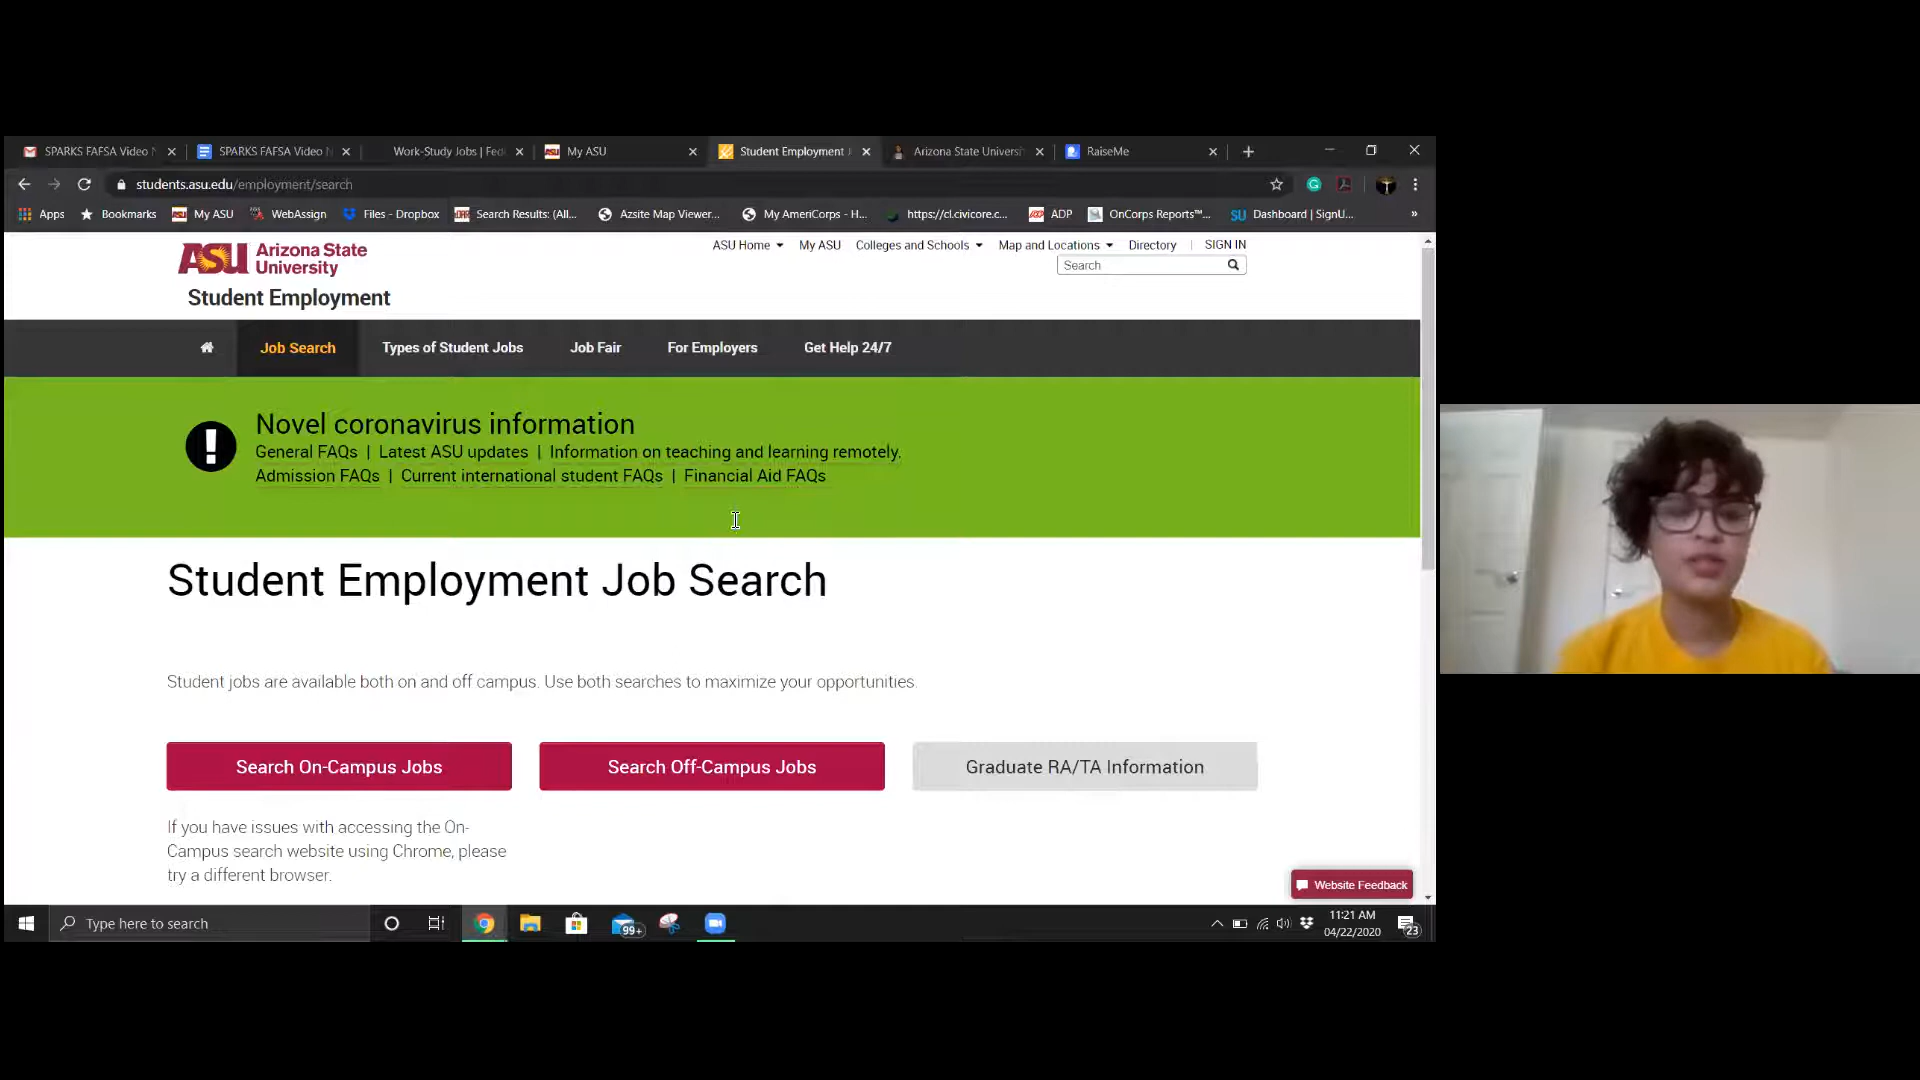 SPARKS FAFSA Video N
SPARKS FAFSA Video N
Work-Study Jobs | Fed
My ASU
Student Employment J
Arizona State Universi
RaiseMe
students.asu.edu/employment/search
Apps
Bookmarks
My ASU
WebAssign
Files - Dropbox
Search Results: (All...
Azsite Map Viewer...
My AmeriCorps - H...
https://cl.civicore.c...
ADP
OnCorps Reports™...
SU
Dashboard | SignU...
»
ASU Arizona State University
ASU Home
My ASU
Colleges and Schools
Map and Locations
Directory
SIGN IN
Search
Student Employment
Job Search
Types of Student Jobs
Job Fair
For Employers
Get Help 24/7
Novel coronavirus information
General FAQs | Latest ASU updates | Information on teaching and learning remotely.
Admission FAQs | Current international student FAQs | Financial Aid FAQs
Student Employment Job Search
Student jobs are available both on and off campus. Use both searches to maximize your opportunities.
Search On-Campus Jobs
Search Off-Campus Jobs
Graduate RA/TA Information
If you have issues with accessing the On-
Campus search website using Chrome, please
try a different browser.
Website Feedback
Type here to search
99+
11:21 AM
04/22/2020
23